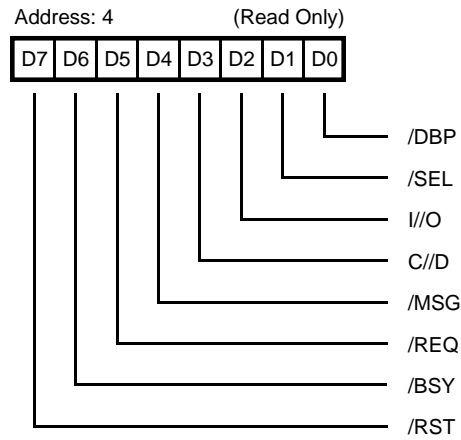 Address: 4 (Read Only)
D7 D6 D5 D4 D3 D2 D1 D0
/DBP
/SEL
I//O
C//D
/MSG
/REQ
/BSY
/RST